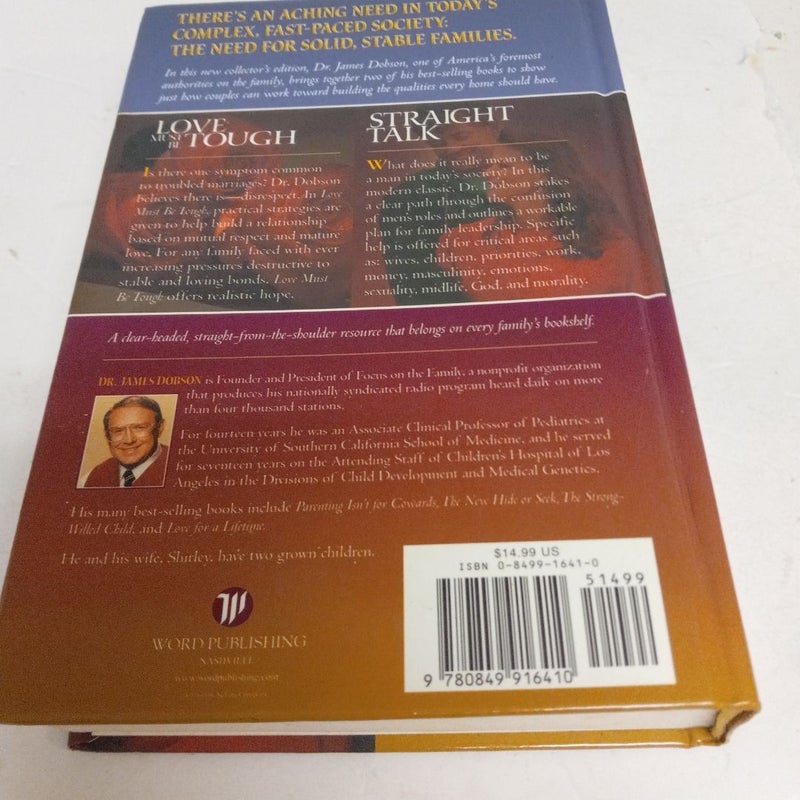 THERE'S AN ACHING NEED IN TODAY'S
COMPLEX, FAST-PACED SOCIETY:
THE NEED FOR SOLID, STABLE FAMILIES.
In this new collector's edition, Dr. James Dobson, one of America's foremost
authorities on the family, brings together two of his best-selling books to show
just how couples can work toward building the qualities every home should have.
LOVE
MUST BE TOUGH
Is there one symptom common
to troubled marriages? Dr. Dobson
believes there is—disrespect. In Love
Must Be Tough, practical strategies are
given to help build a relationship
based on mutual respect and mature
love. For any family faced with ever
increasing pressures destructive to
stable and loving bonds, Love Must
Be Tough offers realistic hope.
STRAIGHT
TALK
What does it really mean to be
a man in today's society? In this
modern classic, Dr. Dobson stakes
a clear path through the confusion
of men's roles and outlines a workable
plan for family leadership. Specific
help is offered for critical areas such
as: wives, children, priorities, work,
money, masculinity, emotions,
sexuality, midlife, God, and morality.
A clear-headed, straight-from-the-shoulder resource that belongs on every family's bookshelf.
DR. JAMES DOBSON is Founder and President of Focus on the Family, a nonprofit organization
that produces his nationally syndicated radio program heard daily on more
than four thousand stations.
For fourteen years he was an Associate Clinical Professor of Pediatrics at
the University of Southern California School of Medicine, and he served
for seventeen years on the Attending Staff of Children's Hospital of Los
Angeles in the Divisions of Child Development and Medical Genetics.
His many best-selling books include Parenting Isn't for Cowards, The New Hide or Seek, The Strong-
Willed Child, and Love for a Lifetime.
He and his wife, Shirley, have two grown children.
W
WORD PUBLISHING
NASHVILLE
www.wordpublishing.com
$14.99 US
ISBN 0-8499-1641-0
51499
9 780849 916410